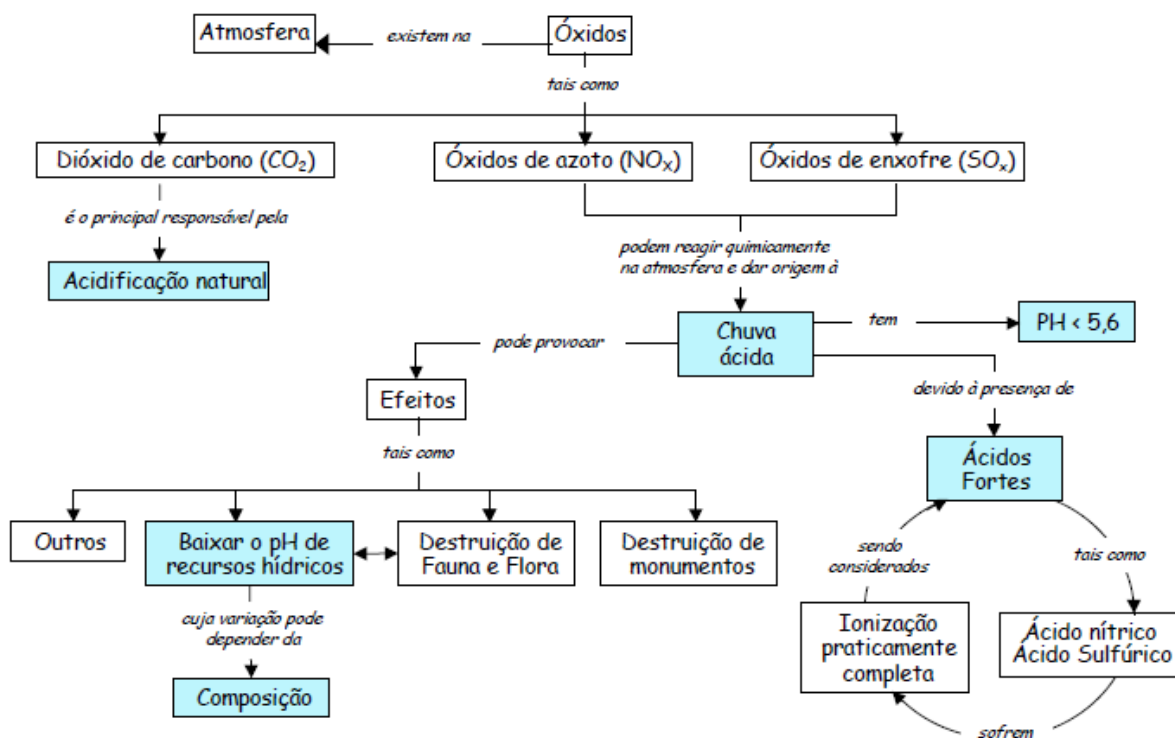 Atmosfera
existem na
Óxidos
tais como
Dióxido de carbono (CO₂)
Óxidos de azoto (NOₓ)
Óxidos de enxofre (SOₓ)
é o principal responsável pela
podem reagir quimicamente
na atmosfera e dar origem à
Acidificação natural
Chuva
ácida
tem
PH < 5,6
pode provocar
Efeitos
devido à presença de
tais como
Ácidos
Fortes
Outros
Baixar o pH de
recursos hídricos
Destruição de
Fauna e Flora
Destruição de
monumentos
sendo
considerados
tais como
cuja variação pode
depender da
Ionização
praticamente
completa
Ácido nítrico
Ácido Sulfúrico
Composição
sofrem